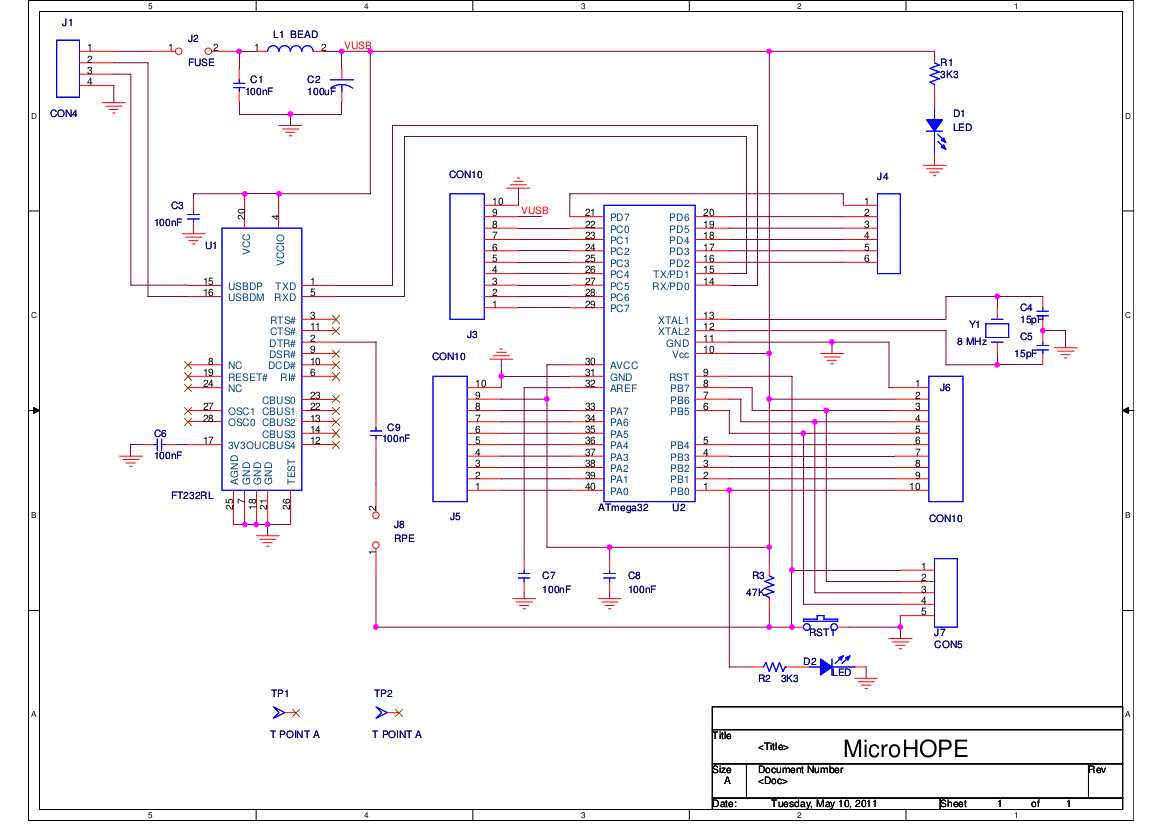 5 4 3 2 1
J1
1
2
3
4
CON4
J2
1 2
FUSE
L1 BEAD
1 2
VUSB
C1
100nF
C2
100uF
R1
3K3
D1
LED
D D
C3
100nF
U1
20
VCC
4
VCCIO
15 USBDP
16 USBDM
TXD 1
RXD 5
RTS# 3
CTS# 11
DTR# 2
DSR# 9
8 NC DCD# 10
19 RESET# RI# 6
24 NC
CBUS0 23
27 OSC1 CBUS1 22
28 OSC0 CBUS2 13
CBUS3 14
17 3V3OUCBUS4 12
AGND
GND
GND
GND
TEST
25
7
18
21
26
FT232RL
C6
100nF
C9
100nF
2
J8
RPE
1
CON10
10
9 VUSB
8
7
6
5
4
3
2
1
J3
CON10
10
9
8
7
6
5
4
3
2
1
J5
21 PD7 PD6 20
22 PC0 PD5 19
23 PC1 PD4 18
24 PC2 PD3 17
25 PC3 PD2 16
26 PC4 TX/PD1 15
27 PC5 RX/PD0 14
28 PC6
29 PC7
XTAL1 13
XTAL2 12
GND 11
Vcc 10
30 AVCC
31 GND RST 9
32 AREF PB7 8
PB6 7
33 PA7 PB5 6
34 PA6
35 PA5
36 PA4 PB4 5
37 PA3 PB3 4
38 PA2 PB2 3
39 PA1 PB1 2
40 PA0 PB0 1
ATmega32 U2
J4
1
2
3
4
5
6
C C
Y1
8 MHz
C4
15pF
C5
15pF
J6
1
2
3
4
5
6
7
8
9
10
CON10
B B
C7
100nF
C8
100nF
R3
47K
RST1
1
2
3
4
5
J7
CON5
D2
LED
R2 3K3
TP1
T POINT A
TP2
T POINT A
A A
Title
<Title> MicroHOPE
Size
A
Document Number
<Doc>
Rev
Date: Tuesday, May 10, 2011 Sheet 1 of 1
5 4 3 2 1